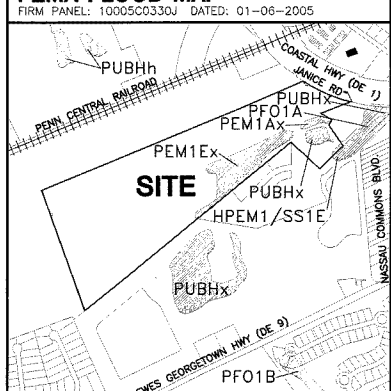 FIRM PANEL: 10005C0330J DATED: 01-06-2005
PUBHh
COASTAL HWY (DE 1)
JANICE RD
PENN CENTRAL RAILROAD
PUBHx
PFO1A
PEM1Ax
PEM1Ex
SITE
PUBHx
HPEM1/SS1E
NASSAU COMMONS BLVD.
PUBHx
GEORGETOWN HWY (DE 9)
PFO1B